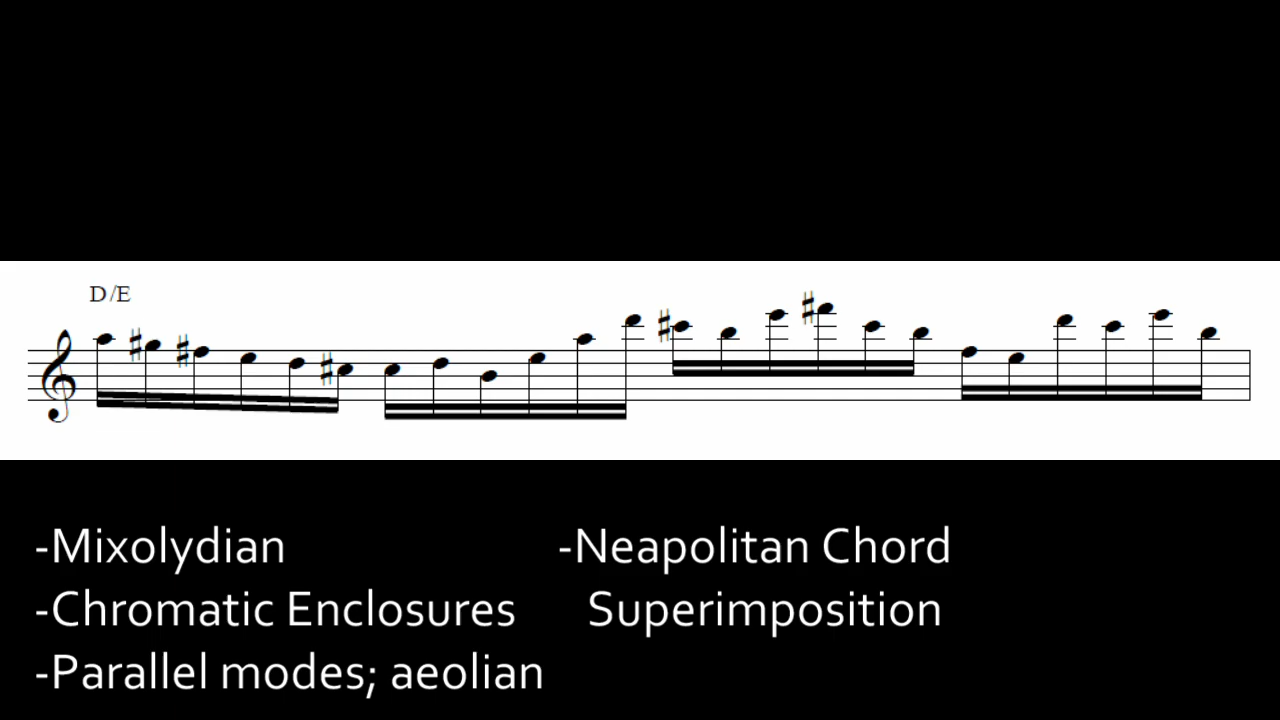 D/E
-Mixolydian
-Chromatic Enclosures
-Parallel modes; aeolian
-Neapolitan Chord
Superimposition